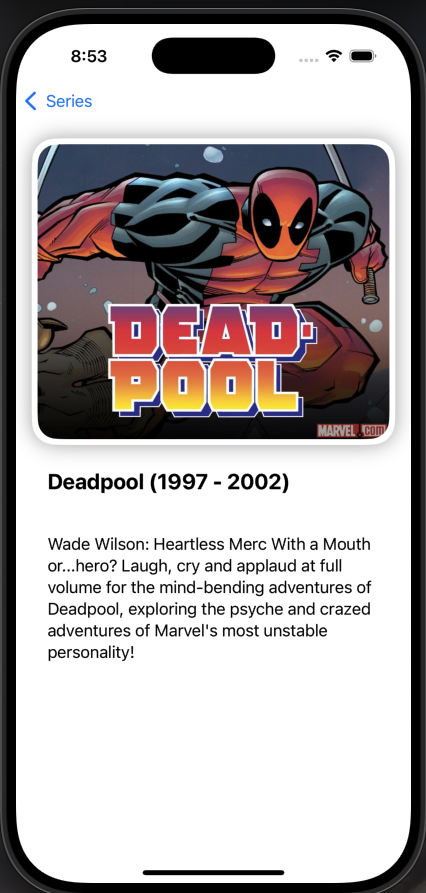 8:53
Series
DEAD-
POOL
MARVEL.COM
Deadpool (1997 - 2002)
Wade Wilson: Heartless Merc With a Mouth
or...hero? Laugh, cry and applaud at full
volume for the mind-bending adventures of
Deadpool, exploring the psyche and crazed
adventures of Marvel's most unstable
personality!